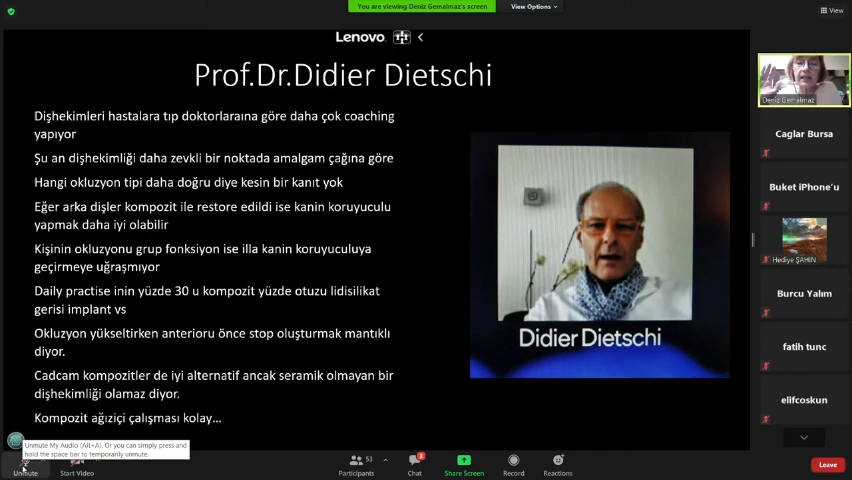 You are viewing Deniz Gemalmaz's screen
View Options
View
Lenovo
Prof.Dr.Didier Dietschi
Dişhekimleri hastalara tıp doktorlaraına göre daha çok coaching
yapıyor
Şu an dişhekimliği daha zevkli bir noktada amalgam çağına göre
Hangi okluzyon tipi daha doğru diye kesin bir kanıt yok
Eğer arka dişler kompozit ile restore edildi ise kanin koruyuculu
yapmak daha iyi olabilir
Kişinin okluzyonu grup fonksiyon ise illa kanin koruyuculuya
geçirmeye uğraşmıyor
Daily practise inin yüzde 30 u kompozit yüzde otuzu lidisilikat
gerisi implant vs
Okluzyon yükseltirken anterioru önce stop oluşturmak mantıklı
diyor.
Cadcam kompozitler de iyi alternatif ancak seramik olmayan bir
dişhekimliği olamaz diyor.
Kompozit ağıziçi çalışması kolay...
Didier Dietschi
Deniz Gemalmaz
Caglar Bursa
Buket iPhone'u
Hediye ŞAHİN
Burcu Yalım
fatih tunc
elifcoskun
Unmute My Audio (Alt+A). Or you can simply press and
hold the space bar to temporarily unmute.
Unmute
Start Video
53
Participants
3
Chat
Share Screen
Record
Reactions
Leave